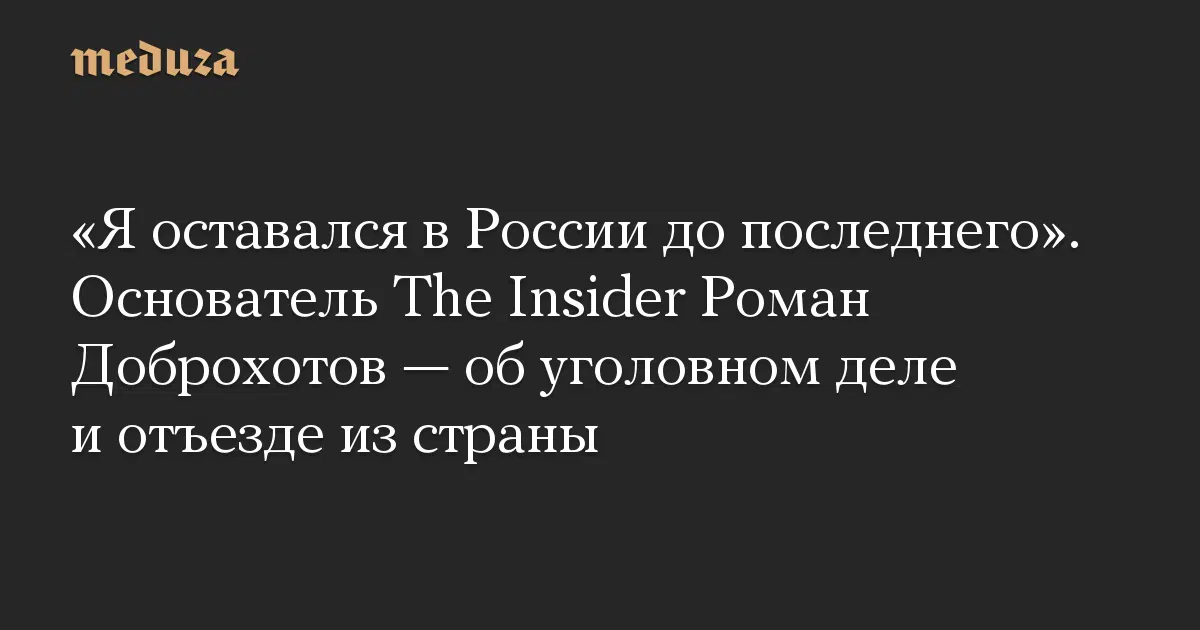 meduza
«Я оставался в России до последнего».
Основатель The Insider Роман
Доброхотов — об уголовном деле
и отъезде из страны